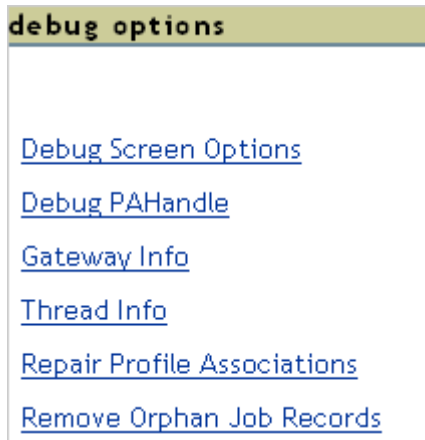 debug options
Debug Screen Options
Debug PAHandle
Gateway Info
Thread Info
Repair Profile Associations
Remove Orphan Job Records